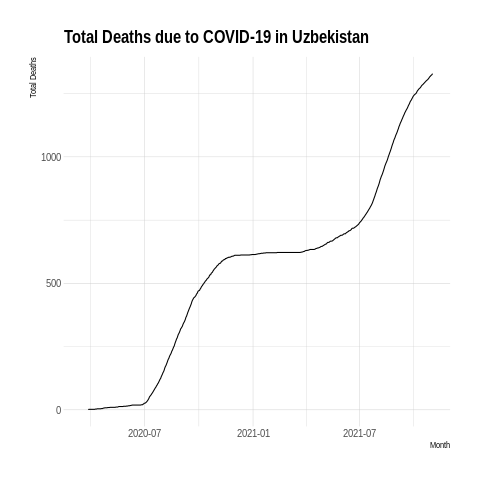 Total Deaths due to COVID-19 in Uzbekistan
Total Deaths
1000
500
0
2020-07
2021-01
2021-07
Month